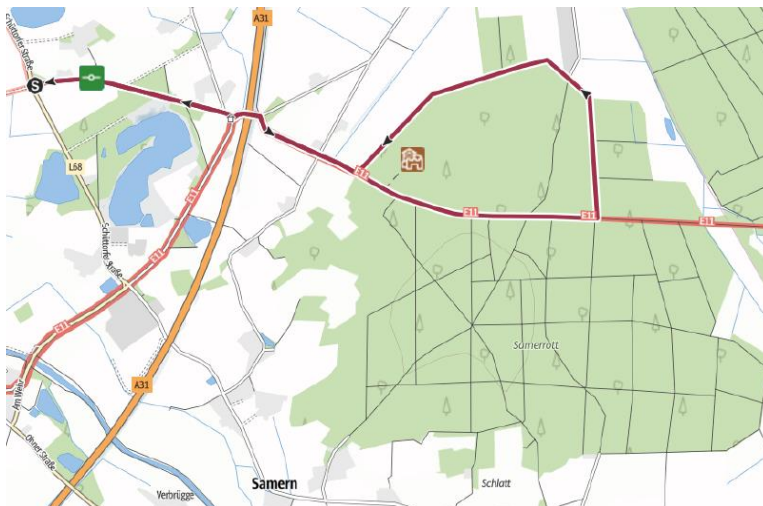 Schüttorfer Straße
A31
S
L68
E11
E11
E11
E11
E11
Schüttorfer Straße
E11
Samerrott
A31
Am Wehr
Ohner Straße
Samern
Schlatt
Verbrügge